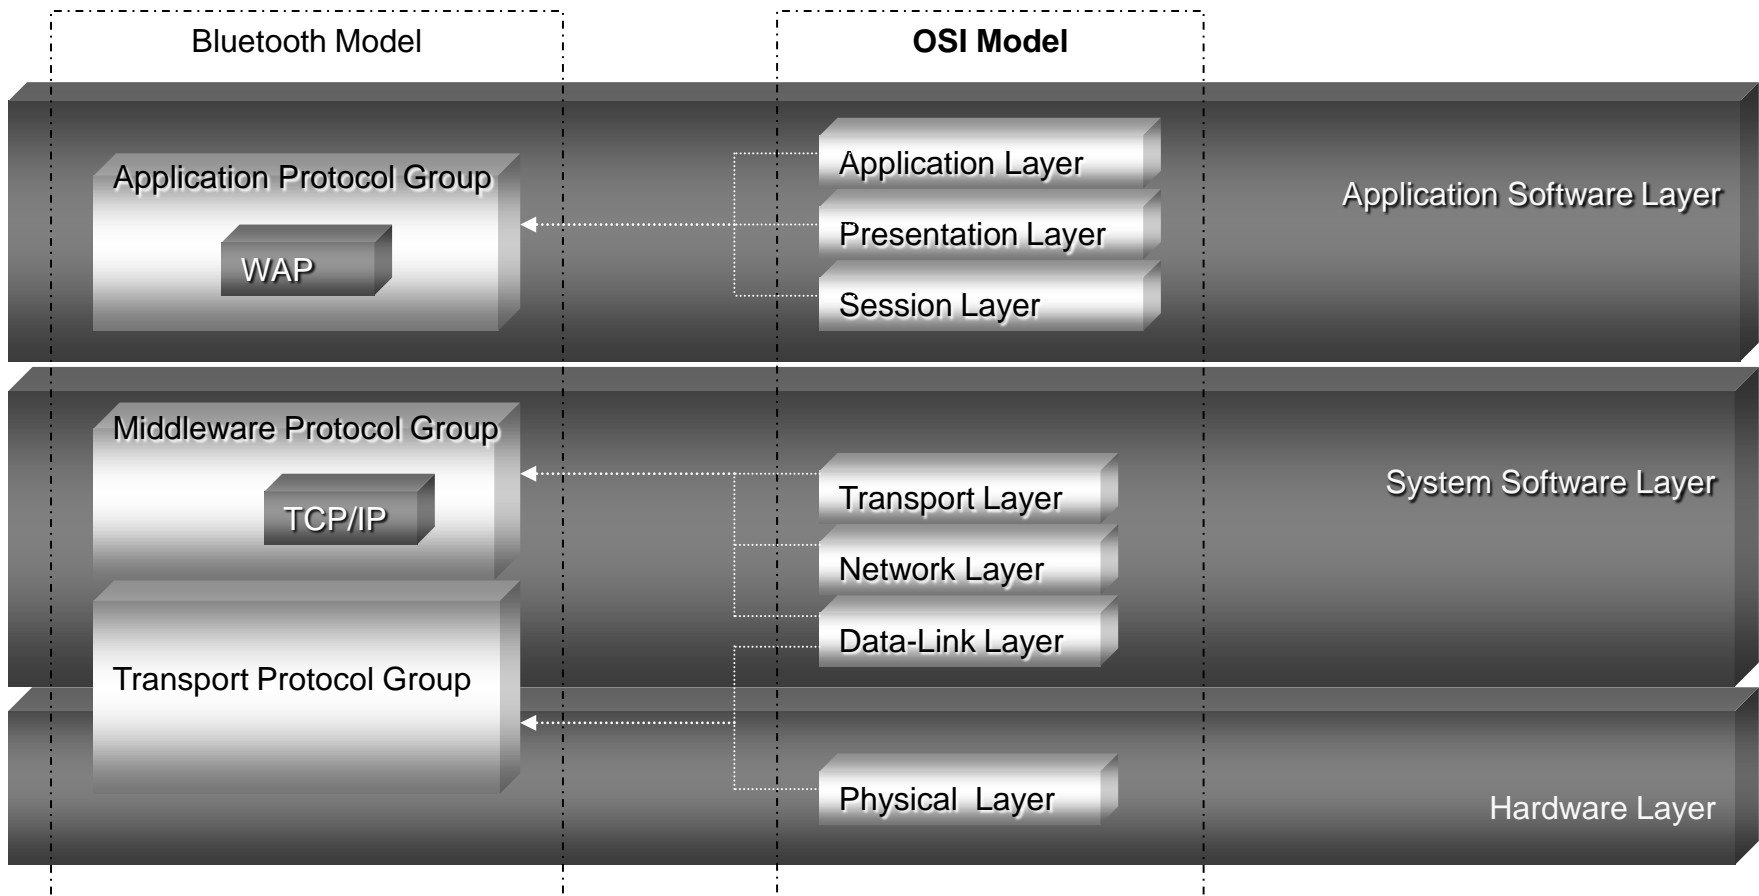 Bluetooth Model
OSI Model
Application Protocol Group
WAP
Application Layer
Presentation Layer
Session Layer
Application Software Layer
Middleware Protocol Group
TCP/IP
Transport Protocol Group
Transport Layer
Network Layer
Data-Link Layer
System Software Layer
Physical Layer
Hardware Layer